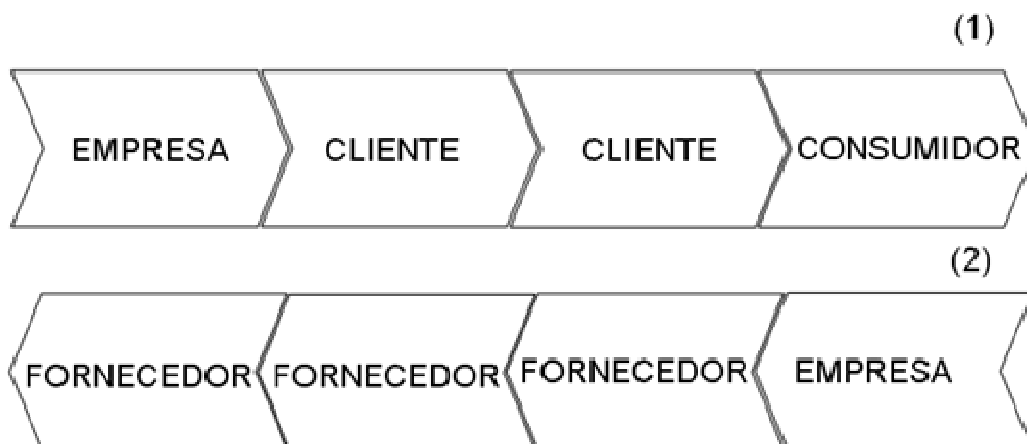 (1)
EMPRESA CLIENTE CLIENTE CONSUMIDOR
(2)
FORNECEDOR FORNECEDOR FORNECEDOR EMPRESA